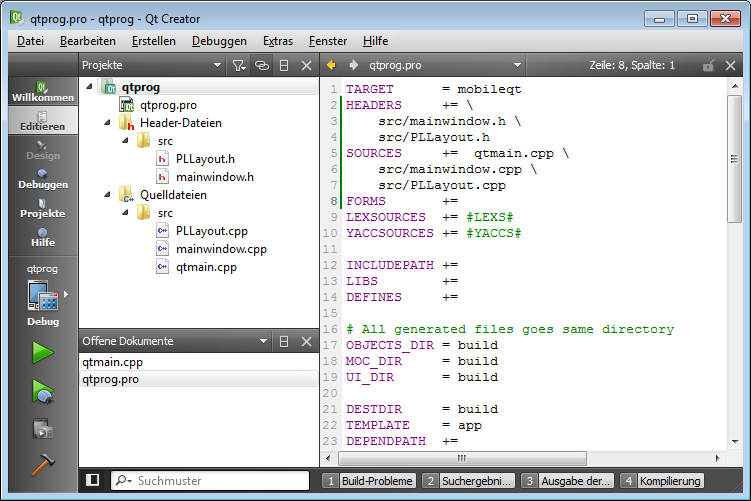 qtprog.pro - qtprog - Qt Creator
Datei Bearbeiten Erstellen Debuggen Extras Fenster Hilfe
Willkommen
Editieren
Design
Debuggen
Projekte
Hilfe
qtprog
Debug
Projekte
qtprog
qtprog.pro
Header-Dateien
src
PLLayout.h
mainwindow.h
Quelldateien
src
PLLayout.cpp
mainwindow.cpp
qtmain.cpp
Offene Dokumente
qtmain.cpp
qtprog.pro
qtprog.pro Zeile: 8, Spalte: 1
1 TARGET = mobileqt
2 HEADERS += \
3 src/mainwindow.h \
4 src/PLLayout.h
5 SOURCES += qtmain.cpp \
6 src/mainwindow.cpp \
7 src/PLLayout.cpp
8 FORMS +=
9 LEXSOURCES += #LEXS#
10 YACCSOURCES += #YACCS#
11
12 INCLUDEPATH +=
13 LIBS +=
14 DEFINES +=
15
16 # All generated files goes same directory
17 OBJECTS_DIR = build
18 MOC_DIR = build
19 UI_DIR = build
20
21 DESTDIR = build
22 TEMPLATE = app
23 DEPENDPATH +=
Suchmuster 1 Build-Probleme 2 Suchergebni... 3 Ausgabe der... 4 Kompilierung